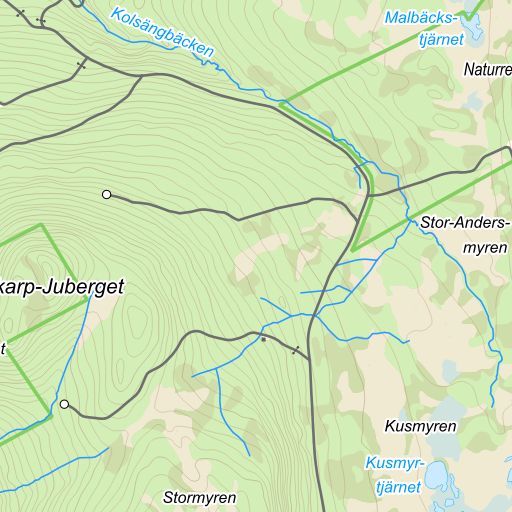 Kolsängbäcken
Malbäcks-
tjärnet
Naturre
Stor-Anders-
myren
karp-Juberget
t
Kusmyren
Kusmyr-
tjärnet
Stormyren